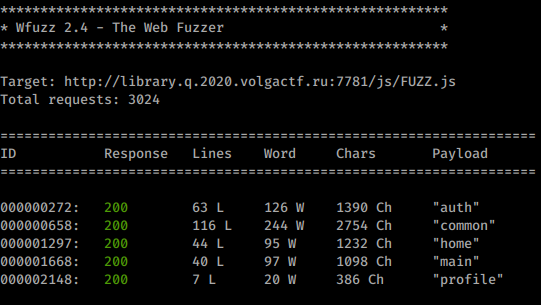 ********************************************************
* Wfuzz 2.4 - The Web Fuzzer                           *
********************************************************
Target: http://library.q.2020.volgactf.ru:7781/js/FUZZ.js
Total requests: 3024
===================================================================
ID           Response   Lines    Word     Chars       Payload
===================================================================
000000272:   200        63 L     126 W    1390 Ch     "auth"
000000658:   200        116 L    244 W    2754 Ch     "common"
000001297:   200        44 L     95 W     1232 Ch     "home"
000001668:   200        40 L     97 W     1098 Ch     "main"
000002148:   200        7 L      20 W     386 Ch      "profile"